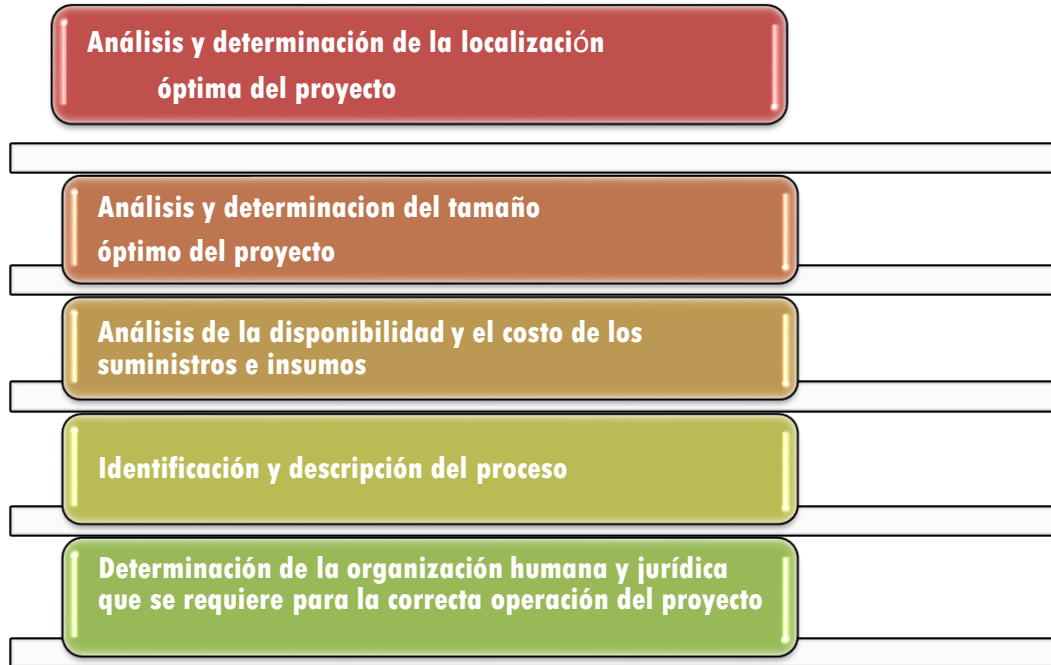 Análisis y determinación de la localización
óptima del proyecto
Análisis y determinacion del tamaño
óptimo del proyecto
Análisis de la disponibilidad y el costo de los
suministros e insumos
Identificación y descripción del proceso
Determinación de la organización humana y jurídica
que se requiere para la correcta operación del proyecto